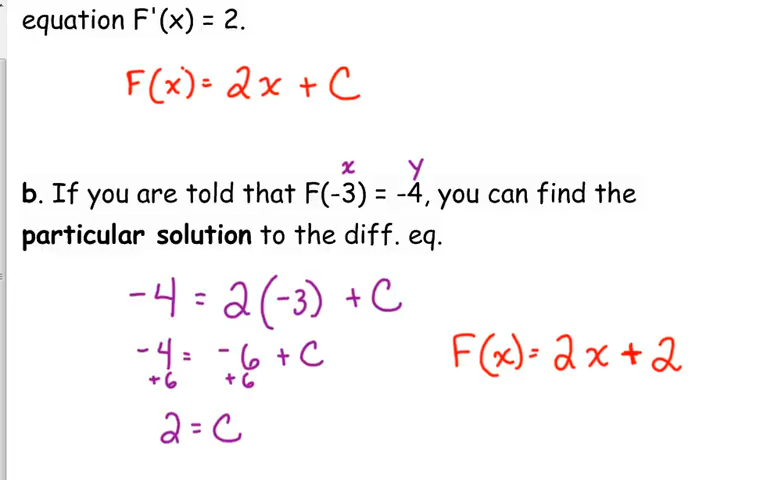 equation F'(x) = 2.
F(x) = 2x + C
x y
b. If you are told that F(-3) = -4, you can find the
particular solution to the diff. eq.
-4 = 2(-3) + C
-4 = -6 + C
+6 +6
F(x) = 2x + 2
2 = C